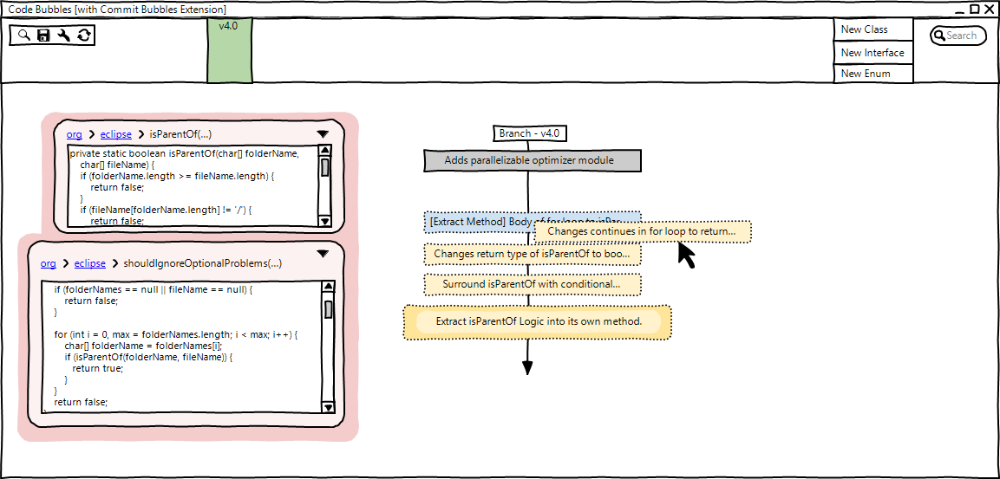 Code Bubbles [with Commit Bubbles Extension]
v4.0
New Class
New Interface
New Enum
Search
org > eclipse > isParentOf(...)
private static boolean isParentOf(char[] folderName,
char[] fileName) {
if (folderName.length >= fileName.length) {
return false;
}
if (fileName[folderName.length] != '/') {
return false;
org > eclipse > shouldIgnoreOptionalProblems(...)
if (folderNames == null || fileName == null) {
return false;
}
for (int i = 0, max = folderNames.length; i < max; i++) {
char[] folderName = folderNames[i];
if (isParentOf(folderName, fileName)) {
return true;
}
}
return false;
Branch - v4.0
Adds parallelizable optimizer module
[Extract Method] Body of for loop to isPar...
Changes continues in for loop to return...
Changes return type of isParentOf to boo...
Surround isParentOf with conditional...
Extract isParentOf Logic into its own method.